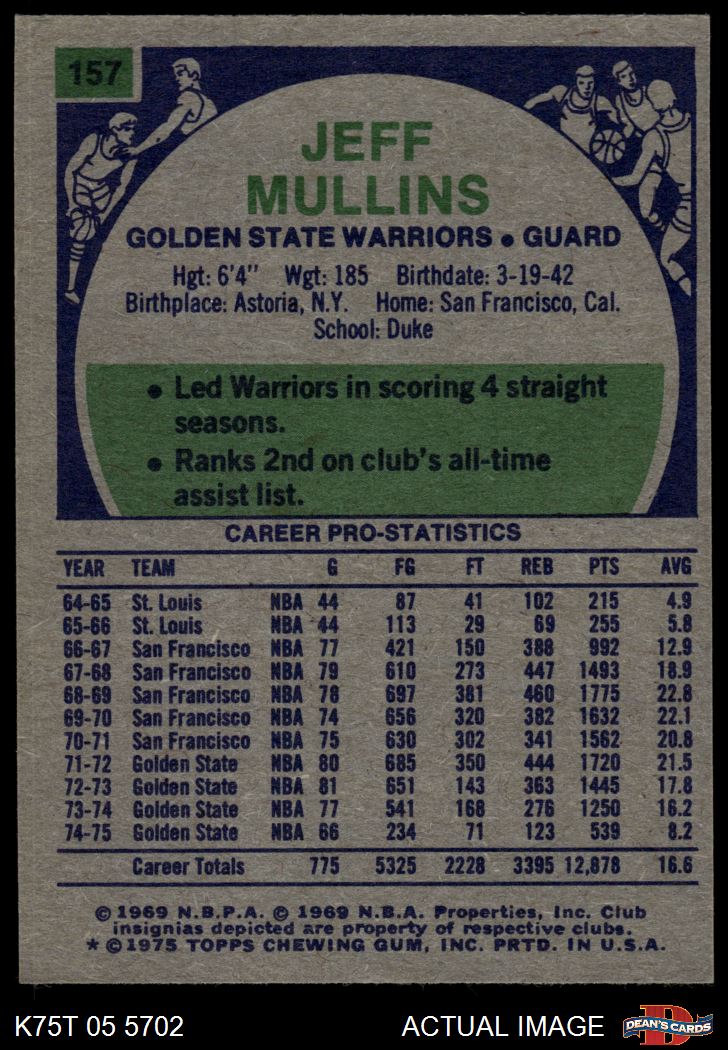 157
JEFF
MULLINS
GOLDEN STATE WARRIORS • GUARD
Hgt: 6'4" Wgt: 185 Birthdate: 3-19-42
Birthplace: Astoria, N.Y. Home: San Francisco, Cal.
School: Duke
• Led Warriors in scoring 4 straight
seasons.
• Ranks 2nd on club's all-time
assist list.
CAREER PRO-STATISTICS
YEAR TEAM G FG FT REB PTS AVG
64-65 St. Louis NBA 44 87 41 102 215 4.9
65-66 St. Louis NBA 44 113 29 69 255 5.8
66-67 San Francisco NBA 77 421 150 388 992 12.9
67-68 San Francisco NBA 79 610 273 447 1493 18.9
68-69 San Francisco NBA 78 697 381 460 1775 22.8
69-70 San Francisco NBA 74 656 320 382 1632 22.1
70-71 San Francisco NBA 75 630 302 341 1562 20.8
71-72 Golden State NBA 80 685 350 444 1720 21.5
72-73 Golden State NBA 81 651 143 363 1445 17.8
73-74 Golden State NBA 77 541 168 276 1250 16.2
74-75 Golden State NBA 66 234 71 123 539 8.2
Career Totals 775 5325 2228 3395 12,878 16.6
© 1969 N.B.P.A. © 1969 N.B.A. Properties, Inc. Club
insignias depicted are property of respective clubs.
* © 1975 TOPPS CHEWING GUM, INC. PRTD. IN U.S.A.
K75T 05 5702 ACTUAL IMAGE D DEAN'S CARDS